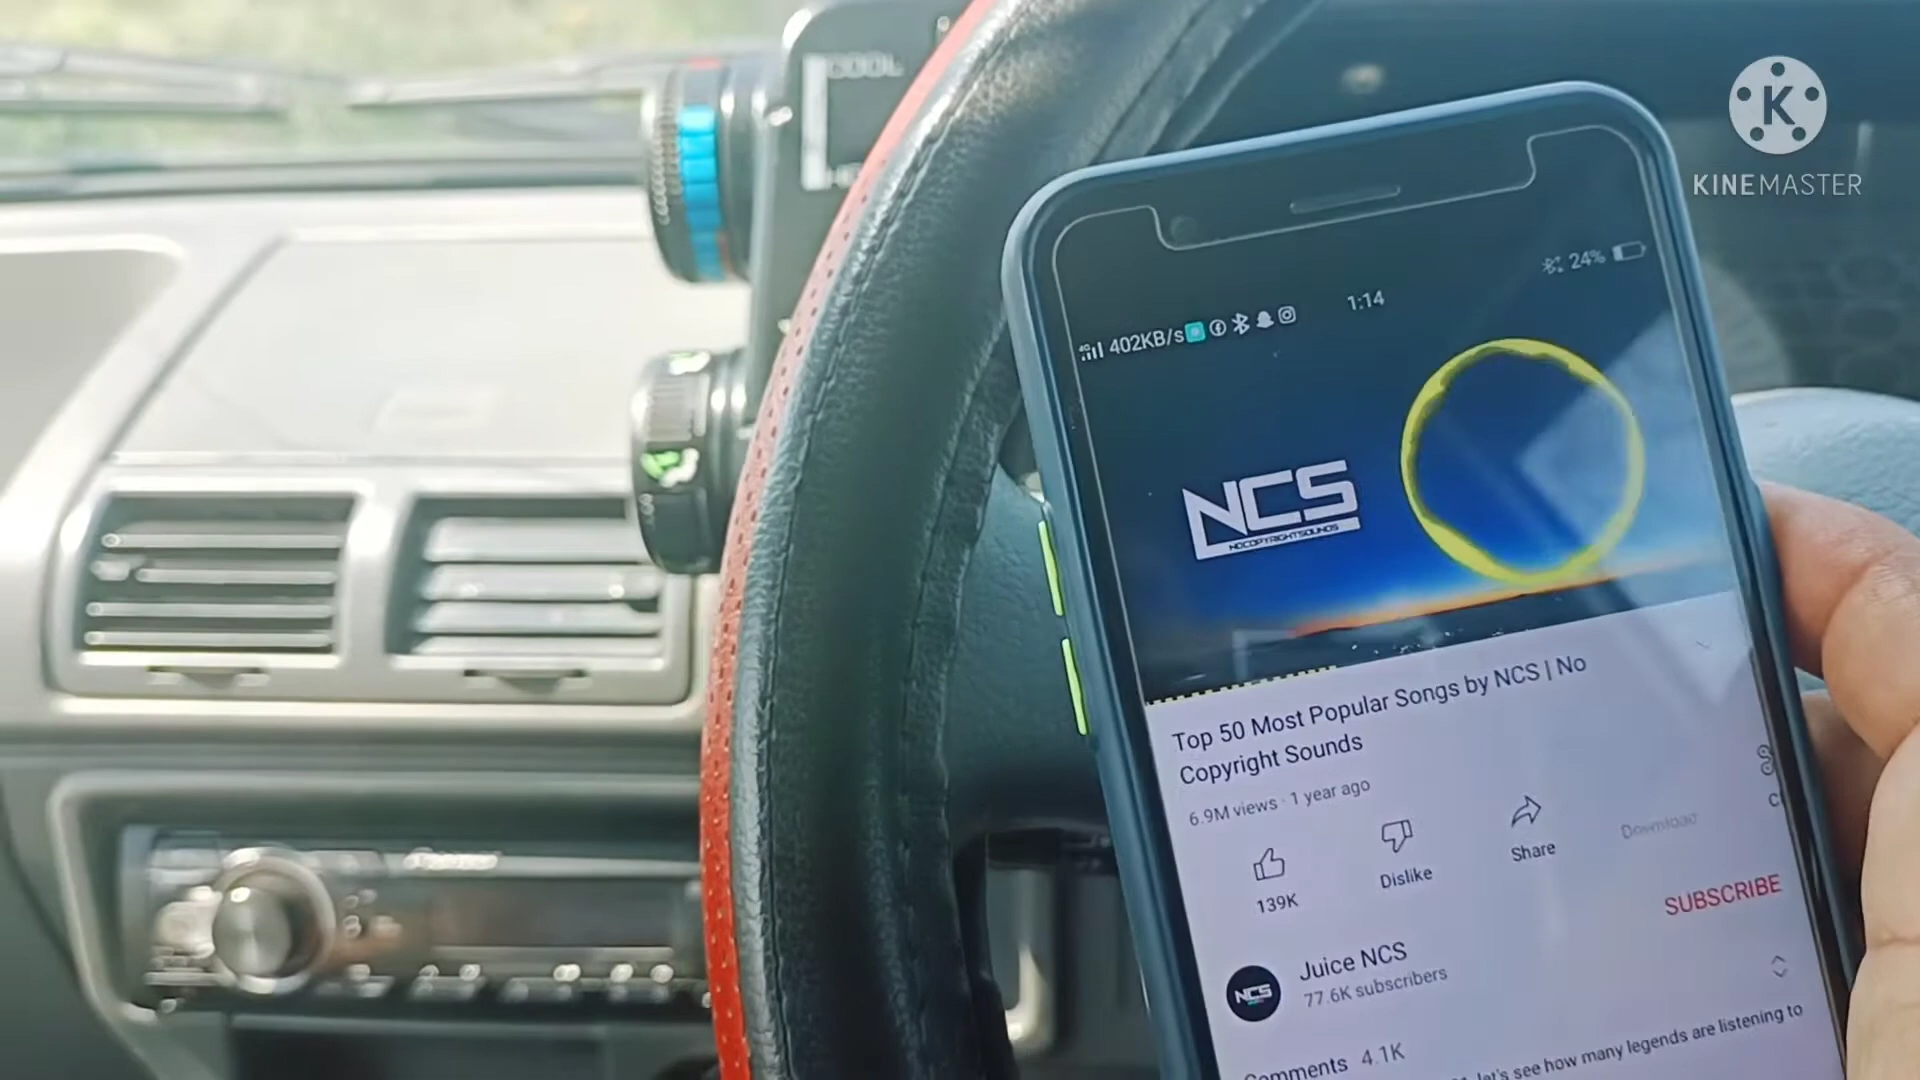 COOL
K
KINEMASTER
24%
1:14
4G 402KB/s
NCS
NOCOPYRIGHTSOUNDS
Top 50 Most Popular Songs by NCS | No
Copyright Sounds
6.9M views · 1 year ago
139K
Dislike
Share
Download
SUBSCRIBE
NCS
Juice NCS
77.6K subscribers
Comments 4.1K
let's see how many legends are listening to